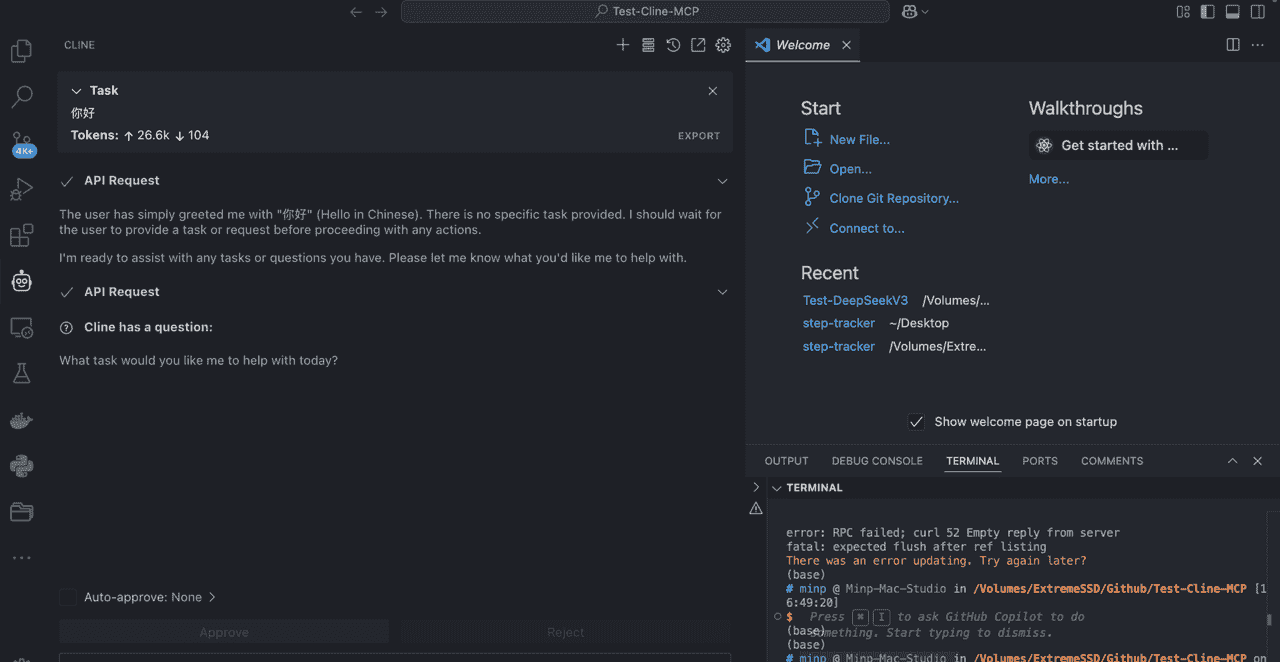 Test-Cline-MCP
CLINE
Task
你好
Tokens: ↑ 26.6k ↓ 104
EXPORT
API Request
The user has simply greeted me with "你好" (Hello in Chinese). There is no specific task provided. I should wait for
the user to provide a task or request before proceeding with any actions.
I'm ready to assist with any tasks or questions you have. Please let me know what you'd like me to help with.
API Request
Cline has a question:
What task would you like me to help with today?
Auto-approve: None
Approve
Reject
4K+
Welcome
Start
New File...
Open...
Clone Git Repository...
Connect to...
Recent
Test-DeepSeekV3 /Volumes/...
step-tracker ~/Desktop
step-tracker /Volumes/Extre...
Walkthroughs
Get started with ...
More...
Show welcome page on startup
OUTPUT DEBUG CONSOLE TERMINAL PORTS COMMENTS
TERMINAL
error: RPC failed; curl 52 Empty reply from server
fatal: expected flush after ref listing
There was an error updating. Try again later?
(base)
# minp @ Minp-Mac-Studio in /Volumes/ExtremeSSD/Github/Test-Cline-MCP [1
6:49:20]
$ Press ⌘ I to ask GitHub Copilot to do
(base)
something. Start typing to dismiss.
(base)
# minp @ Minp-Mac-Studio in /Volumes/ExtremeSSD/Github/Test-Cline-MCP on